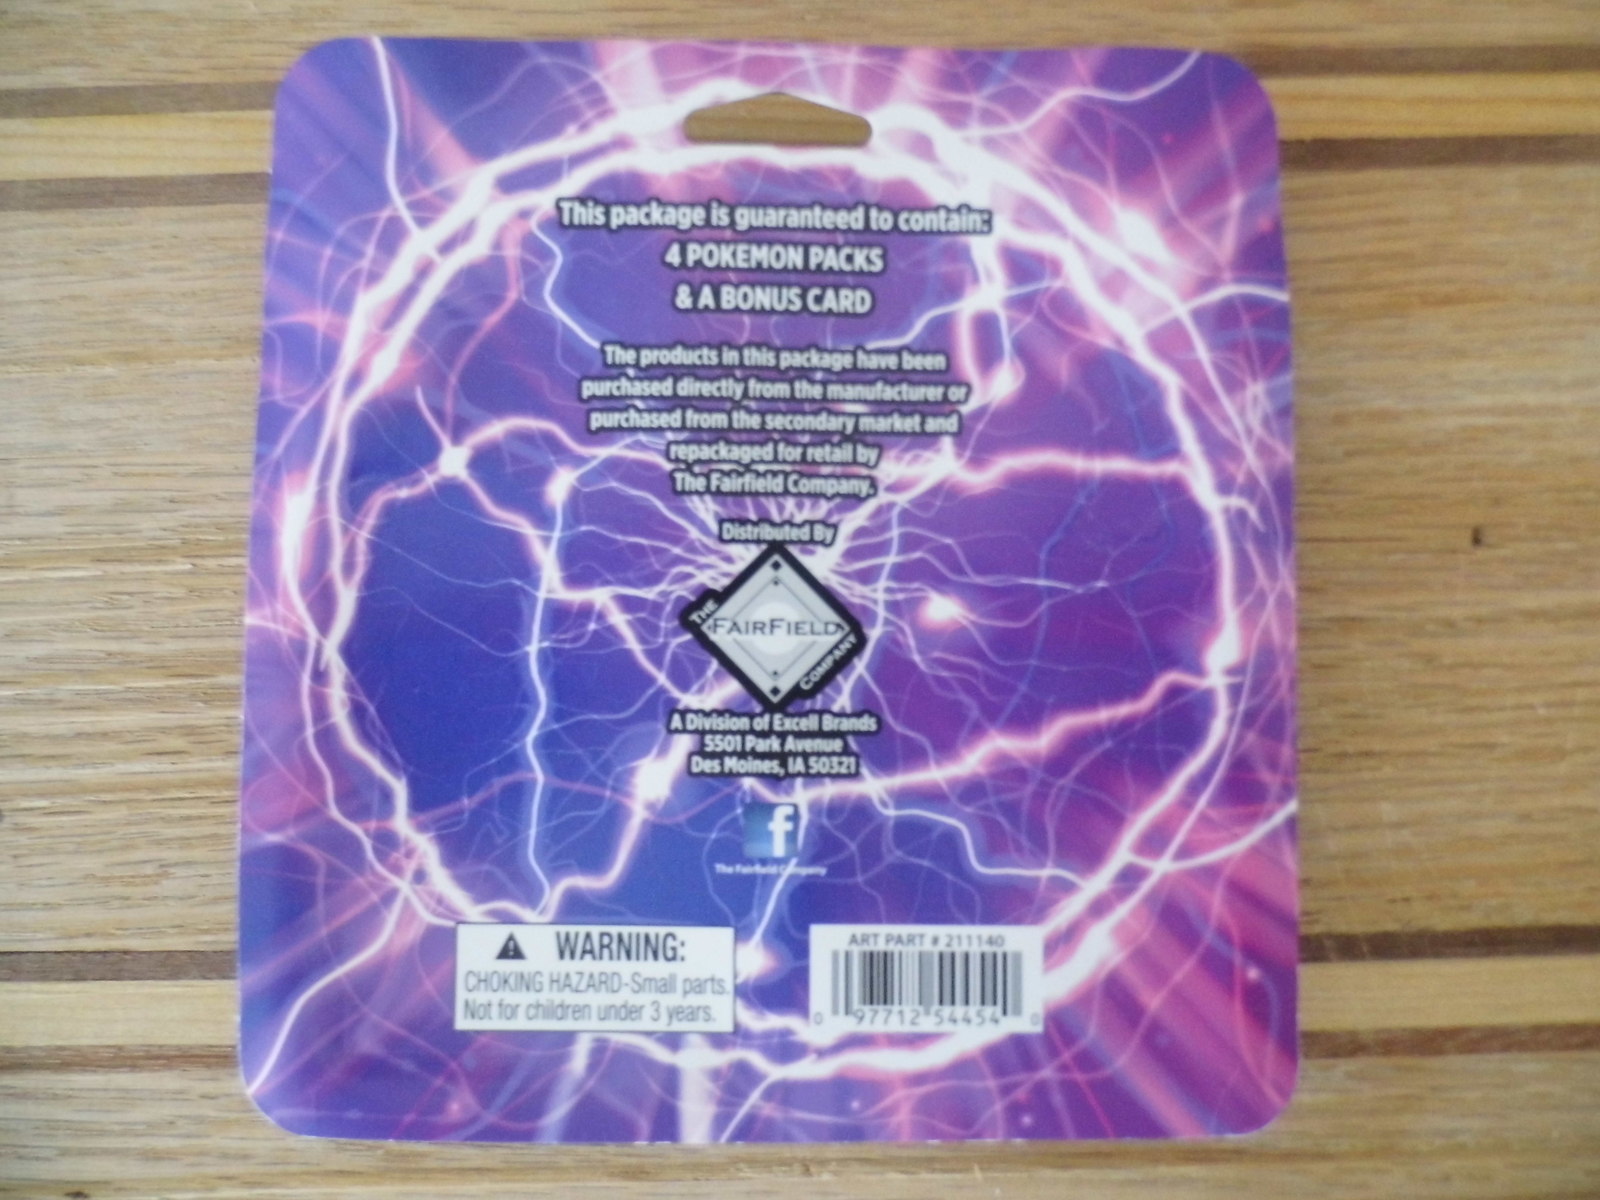 This package is guaranteed to contain:
4 POKEMON PACKS
& A BONUS CARD
The products in this package have been
purchased directly from the manufacturer or
purchased from the secondary market and
repackaged for retail by
The Fairfield Company.
Distributed By
THE
FAIRFIELD
COMPANY
A Division of Excell Brands
5501 Park Avenue
Des Moines, IA 50321
f
The Fairfield Company
WARNING:
CHOKING HAZARD-Small parts.
Not for children under 3 years.
ART PART # 211140
0 97712 54454 0